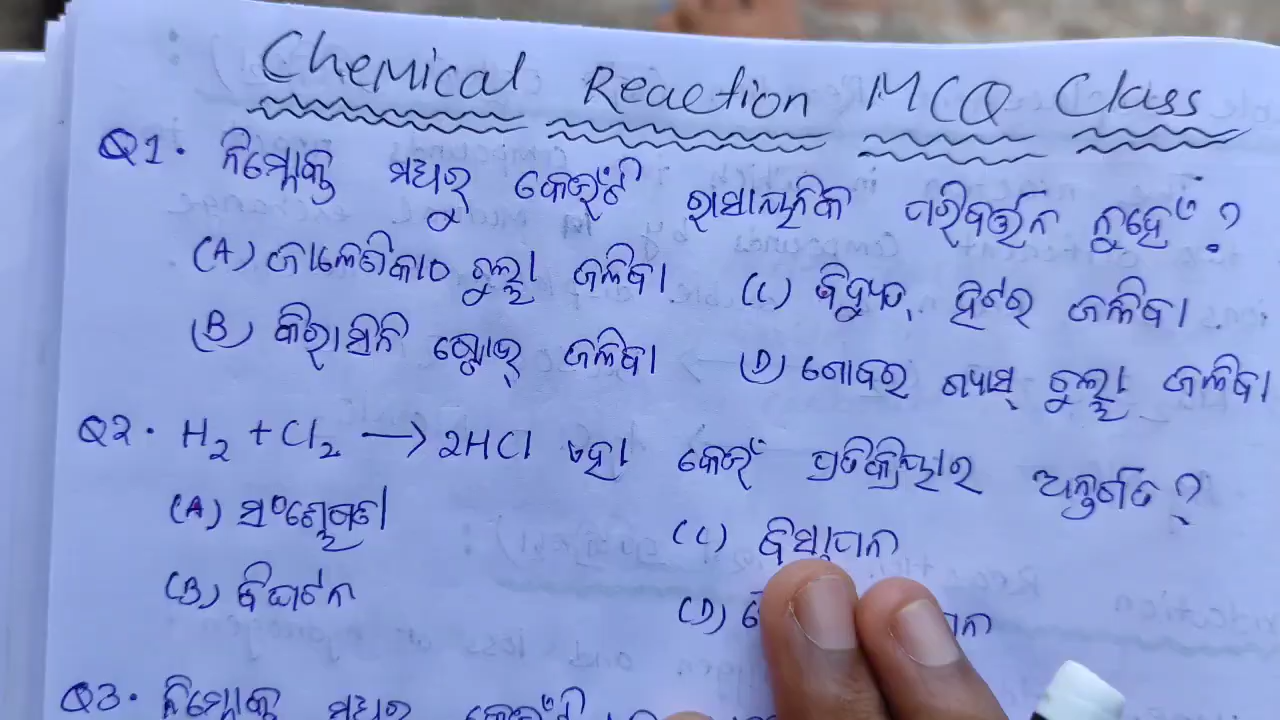 Chemical Reaction MCQ Class
Q1. ନିମ୍ନୋକ୍ତ ମଧ୍ୟରୁ କେଉଁଟି ରାସାୟନିକ ପରିବର୍ତ୍ତନ ନୁହେଁ ?
(A) ଜାଳେଣିକାଠ ଚୁଲ୍ଲା ଜଳିବା (C) ବିଦ୍ୟୁତ୍ ହିଟର ଜଳିବା.
(B) କିରାସିନି ଷ୍ଟୋଭ୍ ଜଳିବା (D) ଗୋବର ଗ୍ୟାସ୍ ଚୁଲ୍ଲା ଜଳିବା
Q2. H₂ + Cl₂ → 2HCl ଏହା କେଉଁ ପ୍ରତିକ୍ରିୟାର ଅନ୍ତର୍ଗତ ?
(A) ସଂଶ୍ଳେଷଣ (C) ବିସ୍ଥାପନ
(B) ବିଘଟନ (D)
Q3. ନିମ୍ନୋକ୍ତ ମଧ୍ୟରୁ କେଉଁଟି